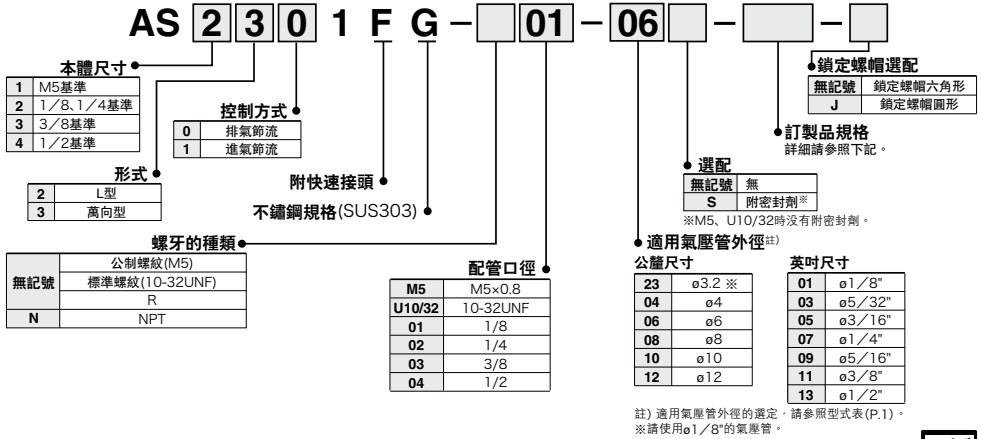 AS 2 3 0 1 F G - 01 - 06 - -
本體尺寸
1 M5基準
2 1／8、1／4基準
3 3／8基準
4 1／2基準
形式
2 L型
3 萬向型
控制方式
0 排氣節流
1 進氣節流
附快速接頭
不鏽鋼規格(SUS303)
螺牙的種類
無記號 公制螺紋(M5)
標準螺紋(10-32UNF)
R
N NPT
配管口徑
M5 M5×0.8
U10/32 10-32UNF
01 1/8
02 1/4
03 3/8
04 1/2
鎖定螺帽選配
無記號 鎖定螺帽六角形
J 鎖定螺帽圓形
訂製品規格
詳細請參照下記。
選配
無記號 無
S 附密封劑※
※M5、U10/32時沒有附密封劑。
適用氣壓管外徑註)
公釐尺寸
23 ø3.2 ※
04 ø4
06 ø6
08 ø8
10 ø10
12 ø12
英吋尺寸
01 ø1／8"
03 ø5／32"
05 ø3／16"
07 ø1／4"
09 ø5／16"
11 ø3／8"
13 ø1／2"
註) 適用氣壓管外徑的選定，請參照型式表(P.1)。
※請使用ø1／8"的氣壓管。